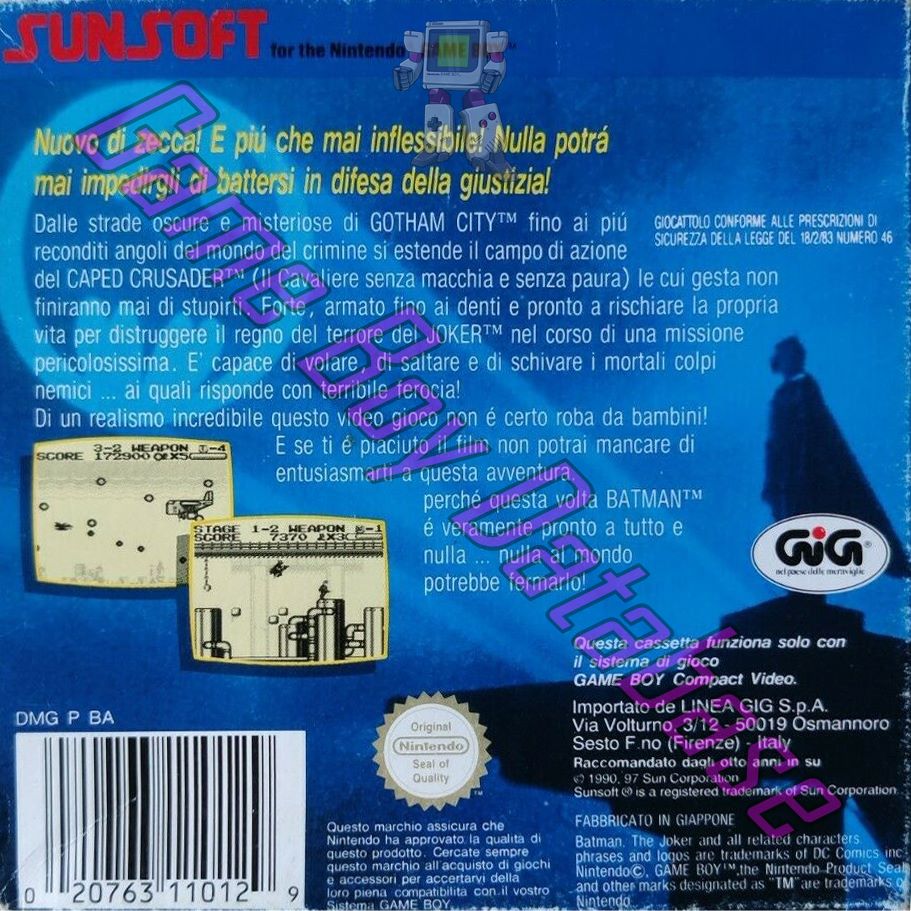 SUNSOFT for the Nintendo GAME BOY™
Nuovo di zecca! E piú che mai inflessibile! Nulla potrá
mai impedirgli di battersi in difesa della giustizia!
Dalle strade oscure e misteriose di GOTHAM CITY™ fino ai piú
reconditi angoli del mondo del crimine si estende il campo di azione
del CAPED CRUSADER™ (il Cavaliere senza macchia e senza paura) le cui gesta non
finiranno mai di stupirti. Forte, armato fino ai denti e pronto a rischiare la propria
vita per distruggere il regno del terrore del JOKER™ nel corso di una missione
pericolosissima. E' capace di volare, di saltare e di schivare i mortali colpi
nemici ... ai quali risponde con terribile ferocia!
Di un realismo incredibile questo video gioco non é certo roba da bambini!
E se ti é piaciuto il film non potrai mancare di
entusiasmarti a questa avventura
perché questa volta BATMAN™
é veramente pronto a tutto e
nulla ... nulla al mondo
potrebbe fermarlo!
GIOCATTOLO CONFORME ALLE PRESCRIZIONI DI
SICUREZZA DELLA LEGGE DEL 18/2/83 NUMERO 46
3-2 WEAPON -4
SCORE 172900 X5
STAGE 1-2 WEAPON -1
SCORE 7370 X3
GiG®
nel paese delle meraviglie
Questa cassetta funziona solo con
il sistema di gioco
GAME BOY Compact Video.
Importato de LINEA GIG S.p.A.
Via Volturno, 3/12 - 50019 Osmannoro
Sesto F.no (Firenze) - Italy
Raccomandato dagli otto anni in su
© 1990, 97 Sun Corporation
Sunsoft ® is a registered trademark of Sun Corporation
FABBRICATO IN GIAPPONE
Batman. The Joker and all related characters
phrases and logos are trademarks of DC Comics inc
Nintendo©, GAME BOY™,the Nintendo Product Seal
and other marks designated as "TM" are trademarks o
Nintendo.
DMG P BA
0 20763 11012 9
Original
Nintendo
Seal of
Quality
™
Questo marchio assicura che
Nintendo ha approvato la qualità di
questo prodotto. Cercate sempre
questo marchio all'acquisto di giochi
e accessori per accertarvi della
loro piena compatibilita con il vostro
Sistema GAME BOY.
Game Boy Database